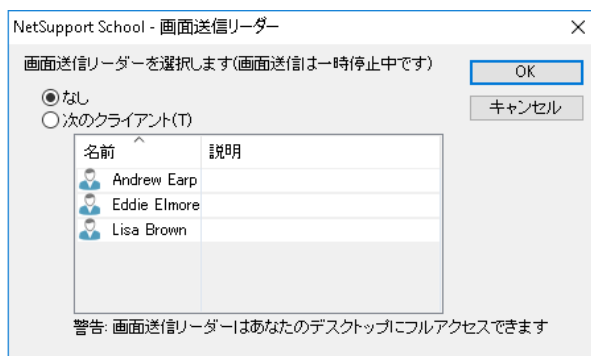 NetSupport School - 画面送信リーダー
画面送信リーダーを選択します(画面送信は一時停止中です)
OK
なし
キャンセル
次のクライアント(T)
名前 説明
Andrew Earp
Eddie Elmore
Lisa Brown
警告: 画面送信リーダーはあなたのデスクトップにフルアクセスできます